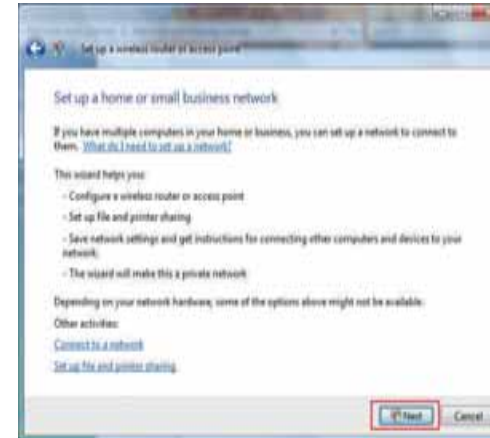 Set up a wireless router or access point
Set up a home or small business network
If you have multiple computers in your home or business, you can set up a network to connect to
them. What do I need to set up a network?
This wizard helps you:
- Configure a wireless router or access point
- Set up file and printer sharing
- Save network settings and get instructions for connecting other computers and devices to your
network.
- The wizard will make this a private network
Depending on your network hardware, some of the options above might not be available.
Other activities:
Connect to a network
Set up file and printer sharing
Next Cancel